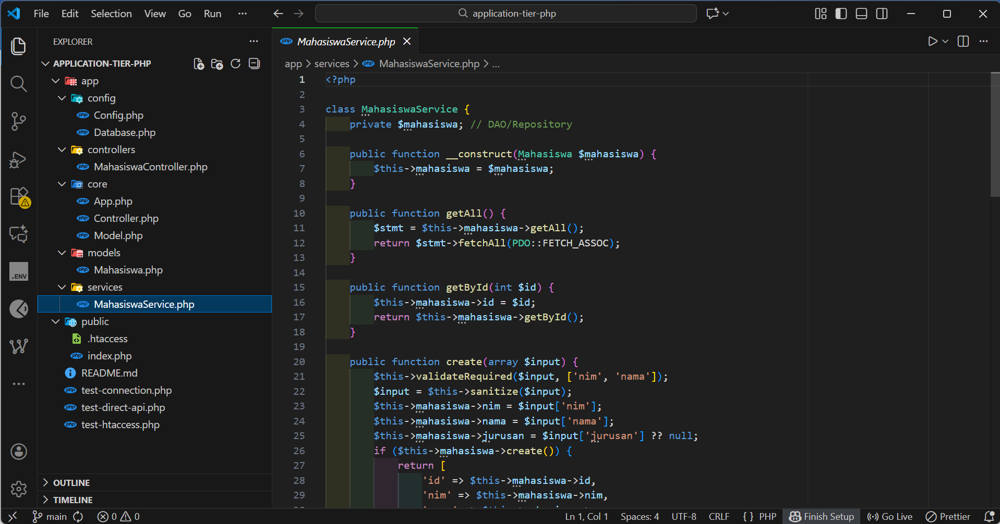 File Edit Selection View Go Run ··· application-tier-php
EXPLORER ···
APPLICATION-TIER-PHP
app
config
Config.php
Database.php
controllers
MahasiswaController.php
core
App.php
Controller.php
Model.php
models
Mahasiswa.php
services
MahasiswaService.php
public
.htaccess
index.php
README.md
test-connection.php
test-direct-api.php
test-htaccess.php
OUTLINE
TIMELINE
.ENV
MahasiswaService.php
app > services > MahasiswaService.php > ...
1 <?php
2
3 class MahasiswaService {
4     private $mahasiswa; // DAO/Repository
5
6     public function __construct(Mahasiswa $mahasiswa) {
7         $this->mahasiswa = $mahasiswa;
8     }
9
10     public function getAll() {
11         $stmt = $this->mahasiswa->getAll();
12         return $stmt->fetchAll(PDO::FETCH_ASSOC);
13     }
14
15     public function getById(int $id) {
16         $this->mahasiswa->id = $id;
17         return $this->mahasiswa->getById();
18     }
19
20     public function create(array $input) {
21         $this->validateRequired($input, ['nim', 'nama']);
22         $input = $this->sanitize($input);
23         $this->mahasiswa->nim = $input['nim'];
24         $this->mahasiswa->nama = $input['nama'];
25         $this->mahasiswa->jurusan = $input['jurusan'] ?? null;
26         if ($this->mahasiswa->create()) {
27             return [
28                 'id' => $this->mahasiswa->id,
29                 'nim' => $this->mahasiswa->nim,
main 0 0 Ln 1, Col 1 Spaces: 4 UTF-8 CRLF { } PHP Finish Setup Go Live Prettier